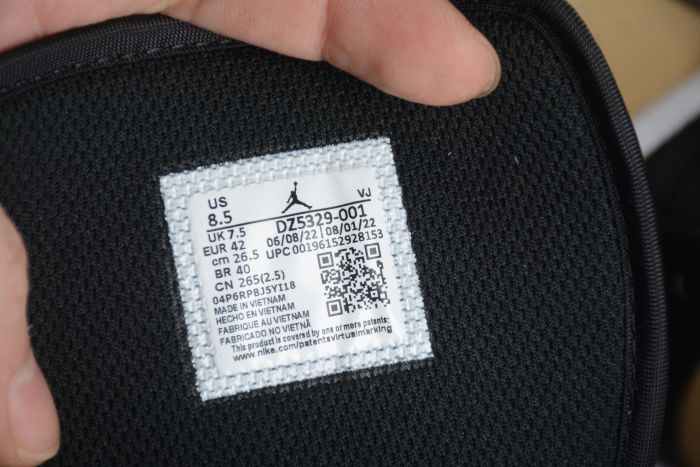 US VJ
8.5
UK 7.5 DZ5329-001
EUR 42 06/08/22 08/01/22
cm 26.5 UPC 00196152928153
BR 40
CN 265(2.5)
04P6RPBJ5YI18
MADE IN VIETNAM
HECHO EN VIETNAM
FABRIQUE AU VIETNAM
FABRICADO NO VIETNÃ
This product is covered by one or more patents:
www.nike.com/patentsvirtualmarking